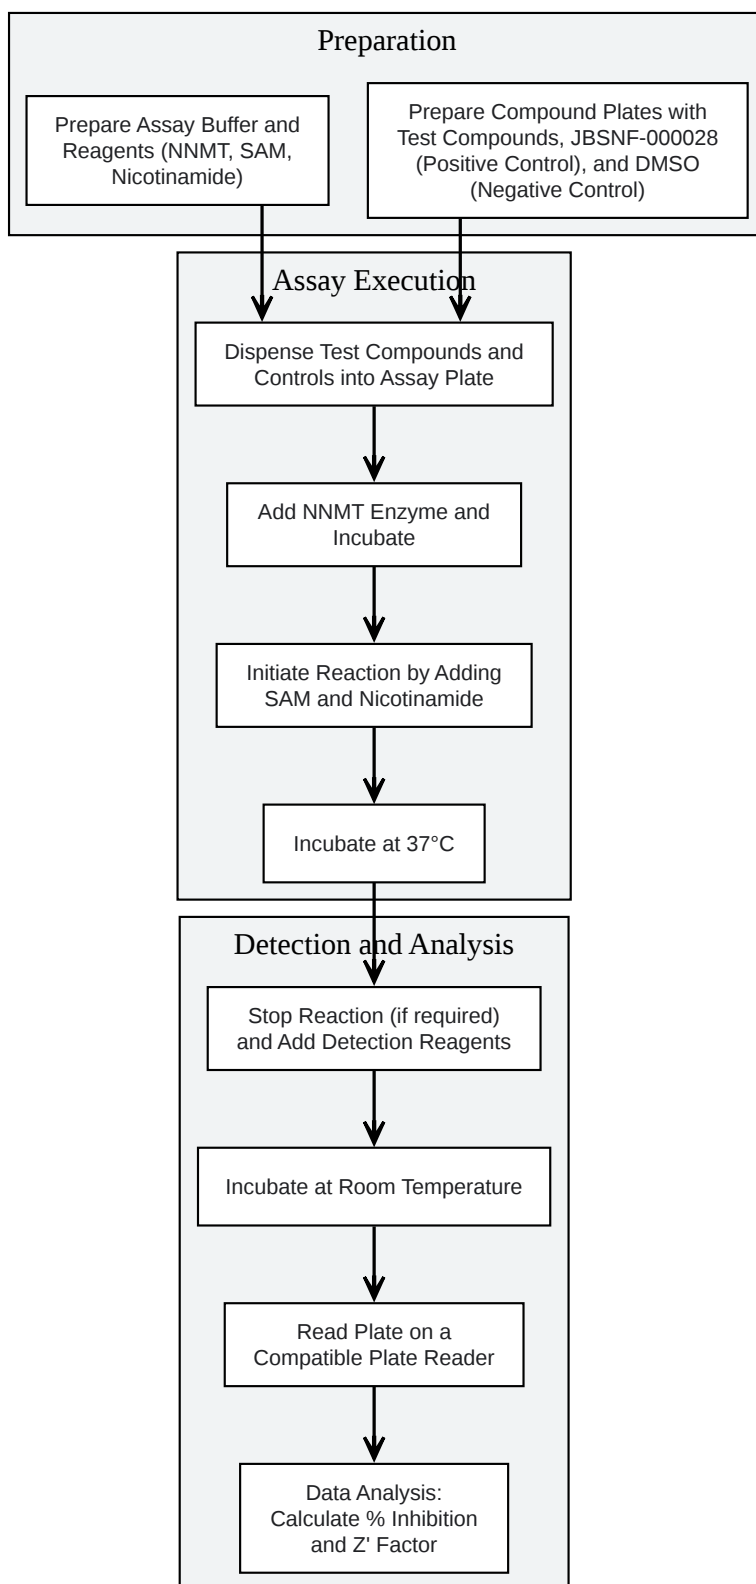 Preparation
Prepare Assay Buffer and
Reagents (NNMT, SAM,
Nicotinamide)
Prepare Compound Plates with
Test Compounds, JBSNF-000028
(Positive Control), and DMSO
(Negative Control)
Assay Execution
Dispense Test Compounds and
Controls into Assay Plate
Add NNMT Enzyme and
Incubate
Initiate Reaction by Adding
SAM and Nicotinamide
Incubate at 37°C
Detection and Analysis
Stop Reaction (if required)
and Add Detection Reagents
Incubate at Room Temperature
Read Plate on a
Compatible Plate Reader
Data Analysis:
Calculate % Inhibition
and Z' Factor